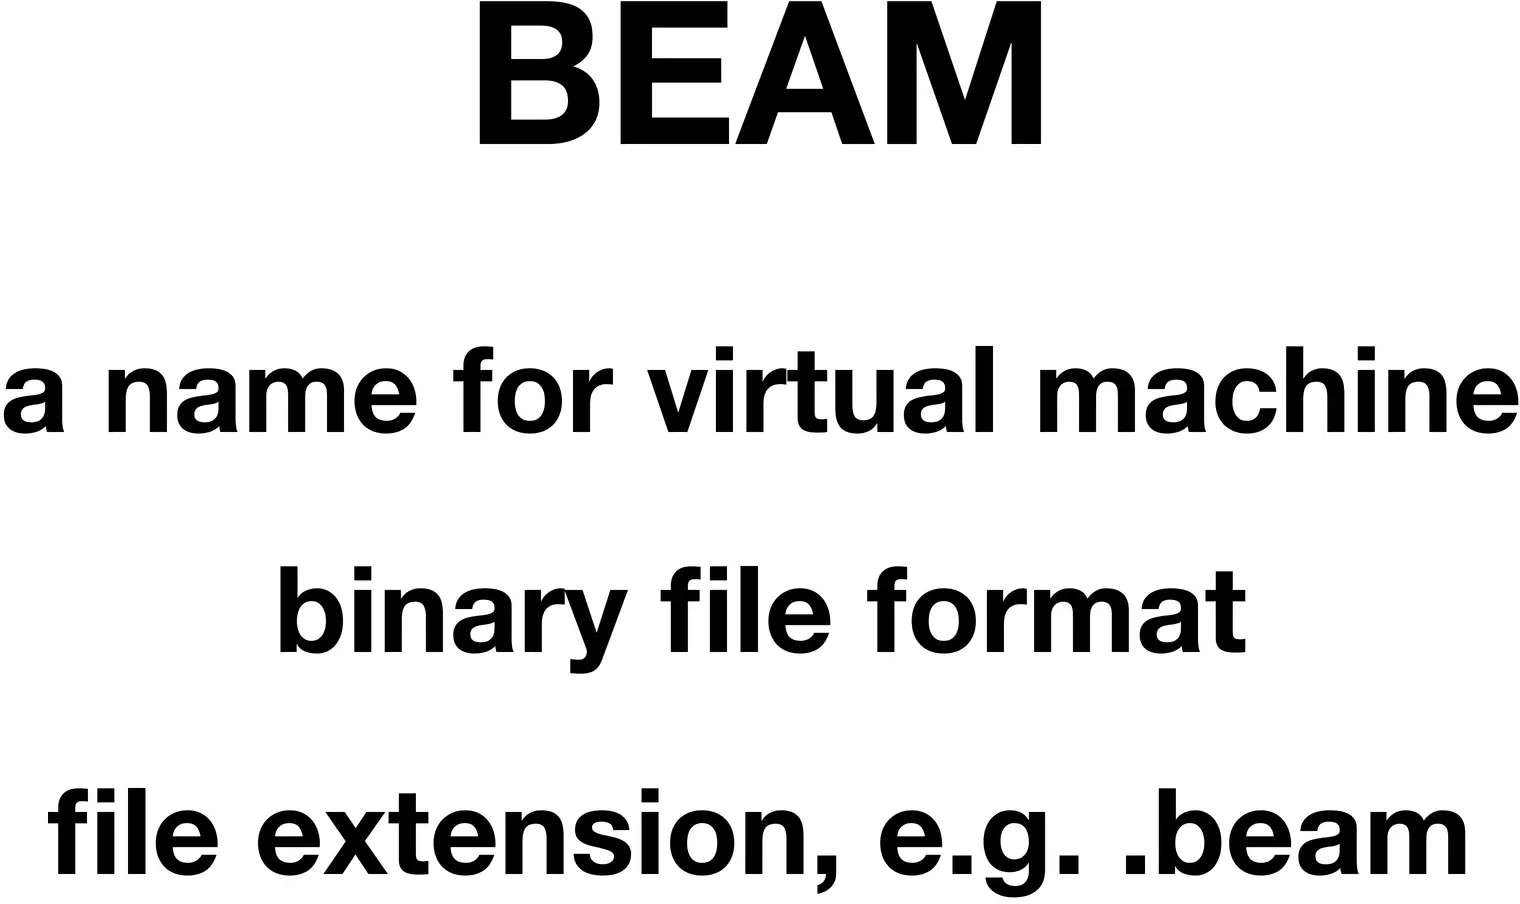 BEAM
a name for virtual machine
binary file format
file extension, e.g. .beam